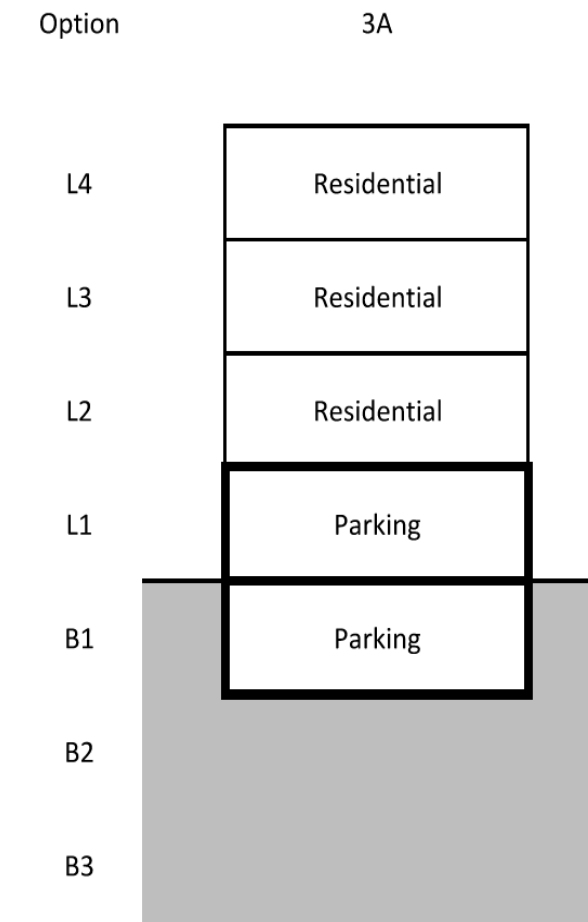 Option 3A
L4 Residential
L3 Residential
L2 Residential
L1 Parking
B1 Parking
B2
B3